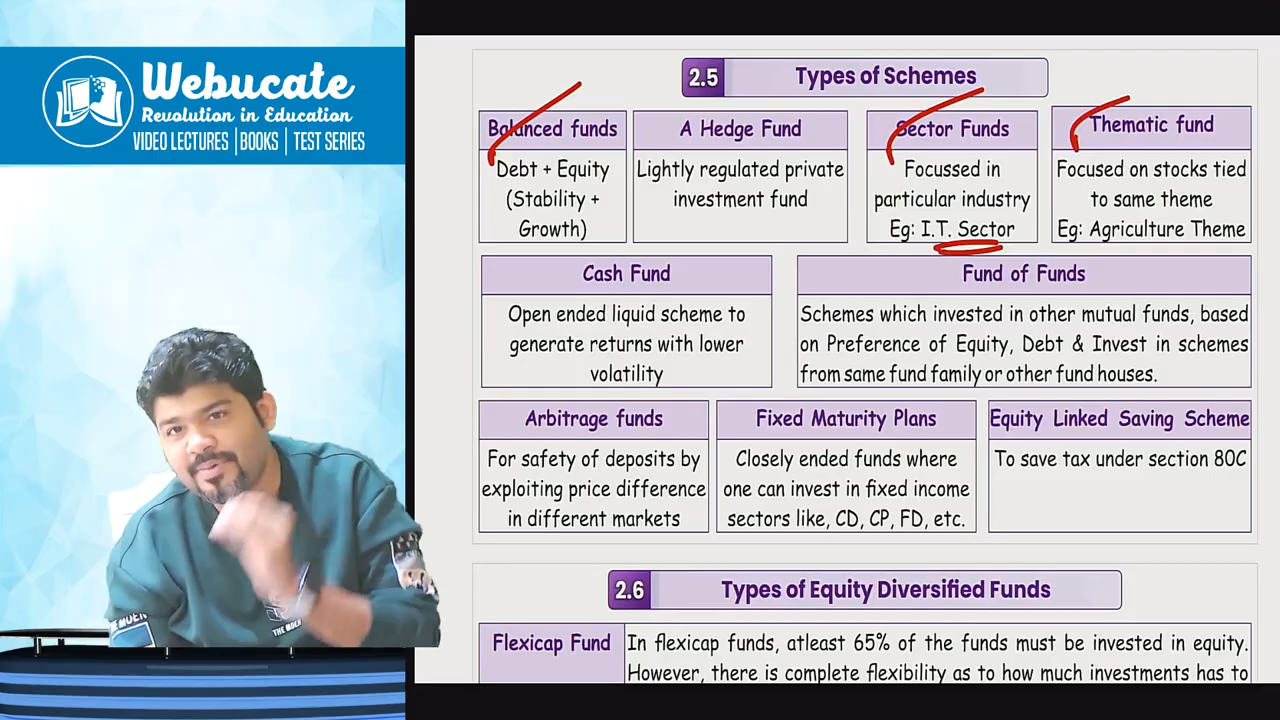 Webucate
Revolution in Education
VIDEO LECTURES | BOOKS | TEST SERIES
2.5 Types of Schemes
Balanced funds
Debt + Equity
(Stability +
Growth)
A Hedge Fund
Lightly regulated private
investment fund
Sector Funds
Focussed in
particular industry
Eg: I.T. Sector
Thematic fund
Focused on stocks tied
to same theme
Eg: Agriculture Theme
Cash Fund
Open ended liquid scheme to
generate returns with lower
volatility
Fund of Funds
Schemes which invested in other mutual funds, based
on Preference of Equity, Debt & Invest in schemes
from same fund family or other fund houses.
Arbitrage funds
For safety of deposits by
exploiting price difference
in different markets
Fixed Maturity Plans
Closely ended funds where
one can invest in fixed income
sectors like, CD, CP, FD, etc.
Equity Linked Saving Scheme
To save tax under section 80C
2.6 Types of Equity Diversified Funds
Flexicap Fund
In flexicap funds, atleast 65% of the funds must be invested in equity.
However, there is complete flexibility as to how much investments has to